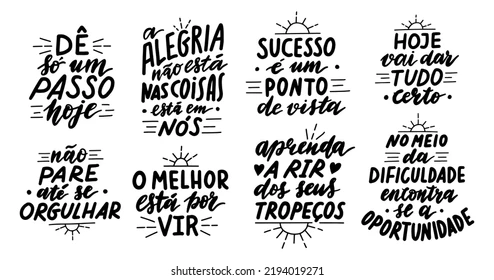 DÊ
só um
PASSO
hoje
a
ALEGRIA
não está
NAS COISAS
está em
NÓS
SUCESSO
é um
PONTO
de vista
HOJE
vai dar
TUDO
certo
não
PARE
até se
ORGULHAR
O MELHOR
está por
VIR
aprenda
A RIR
dos seus
TROPEÇOS
NO MEIO
da
DIFICULDADE
encontra
se a
OPORTUNIDADE
shutterstock.com · 2194019271